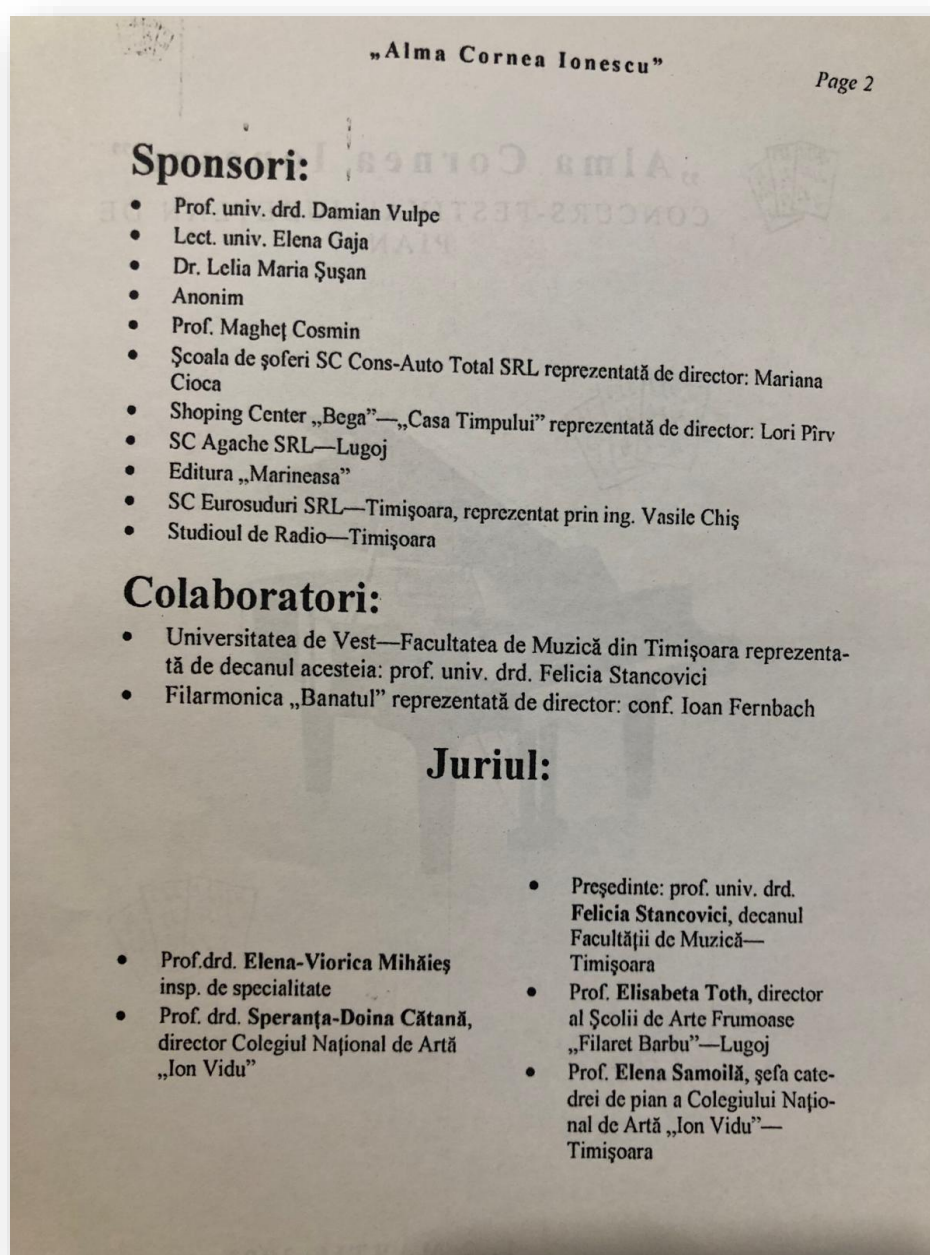 „Alma Cornea Ionescu”
Page 2
Sponsori:
• Prof. univ. drd. Damian Vulpe
• Lect. univ. Elena Gaja
• Dr. Lelia Maria Şuşan
• Anonim
• Prof. Magheţ Cosmin
• Şcoala de şoferi SC Cons-Auto Total SRL reprezentată de director: Mariana
Cioca
• Shoping Center „Bega”—„Casa Timpului” reprezentată de director: Lori Pîrv
• SC Agache SRL—Lugoj
• Editura „Marineasa”
• SC Eurosuduri SRL—Timişoara, reprezentat prin ing. Vasile Chiş
• Studioul de Radio—Timişoara
Colaboratori:
• Universitatea de Vest—Facultatea de Muzică din Timişoara reprezenta-
tă de decanul acesteia: prof. univ. drd. Felicia Stancovici
• Filarmonica „Banatul” reprezentată de director: conf. Ioan Fernbach
Juriul:
• Prof.drd. Elena-Viorica Mihăieş
insp. de specialitate
• Prof. drd. Speranţa-Doina Cătană,
director Colegiul Naţional de Artă
„Ion Vidu”
• Preşedinte: prof. univ. drd.
Felicia Stancovici, decanul
Facultăţii de Muzică—
Timişoara
• Prof. Elisabeta Toth, director
al Şcolii de Arte Frumoase
„Filaret Barbu”—Lugoj
• Prof. Elena Samoilă, şefa cate-
drei de pian a Colegiului Naţio-
nal de Artă „Ion Vidu”—
Timişoara